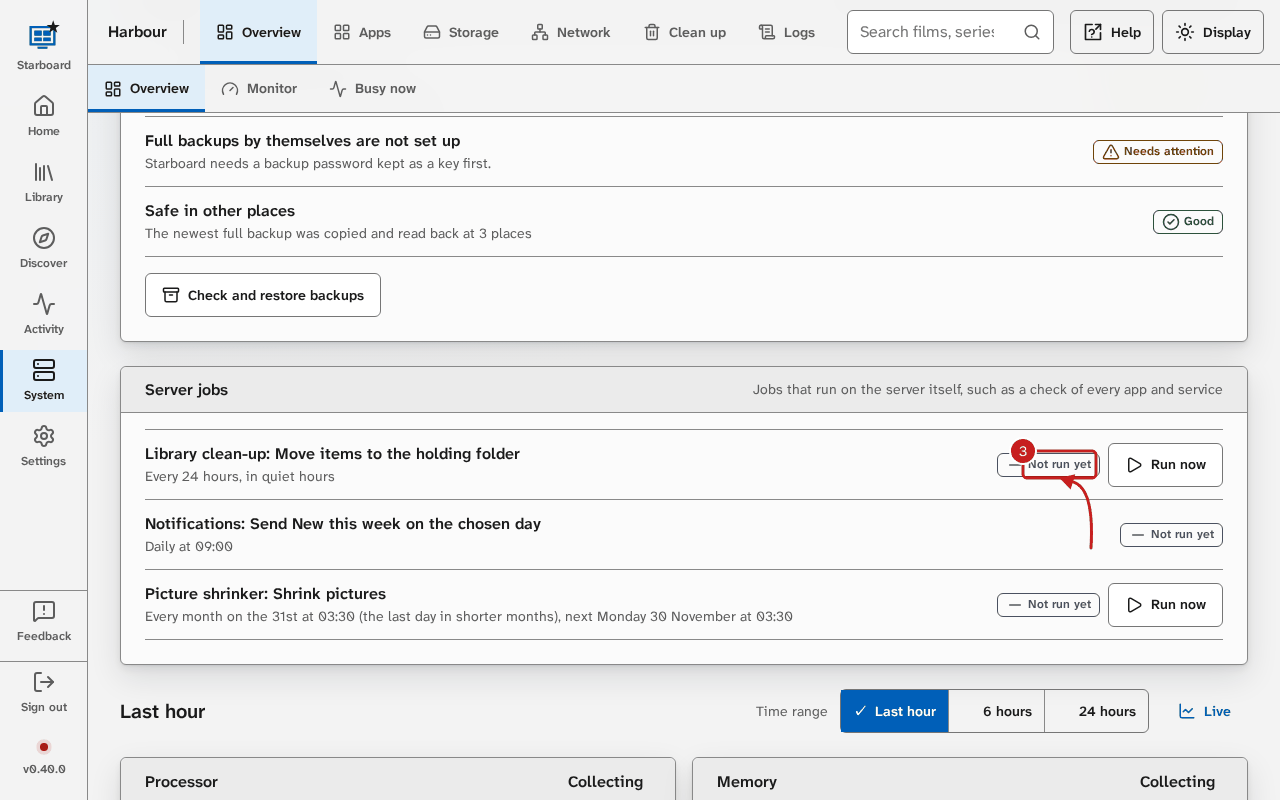 Starboard
Home
Library
Discover
Activity
System
Settings
Feedback
Sign out
v0.40.0
Harbour
Overview
Apps
Storage
Network
Clean up
Logs
Search films, series
Help
Display
Overview
Monitor
Busy now
Full backups by themselves are not set up
Starboard needs a backup password kept as a key first.
Needs attention
Safe in other places
The newest full backup was copied and read back at 3 places
Good
Check and restore backups
Server jobs
Jobs that run on the server itself, such as a check of every app and service
Library clean-up: Move items to the holding folder
Every 24 hours, in quiet hours
3
Not run yet
Run now
Notifications: Send New this week on the chosen day
Daily at 09:00
Not run yet
Picture shrinker: Shrink pictures
Every month on the 31st at 03:30 (the last day in shorter months), next Monday 30 November at 03:30
Not run yet
Run now
Last hour
Time range
✓ Last hour
6 hours
24 hours
Live
Processor
Collecting
Memory
Collecting